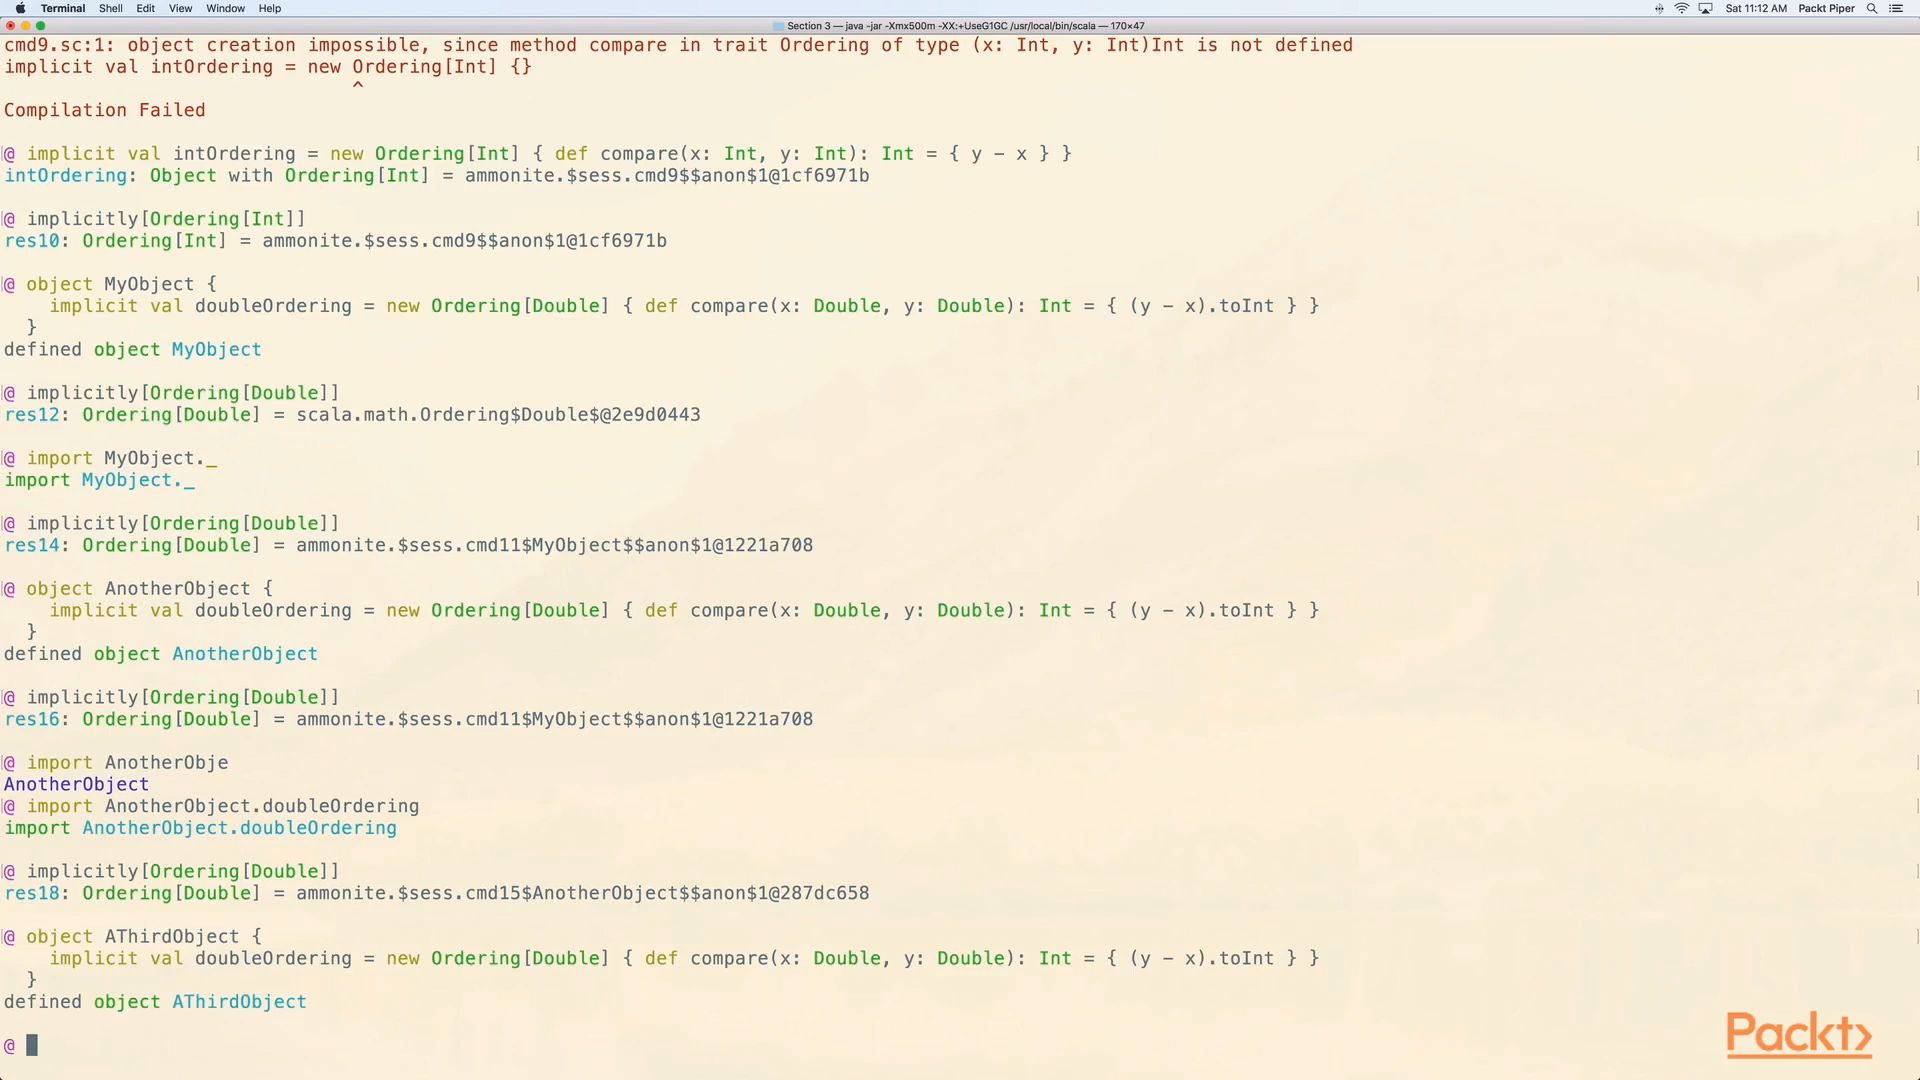 Terminal Shell Edit View Window Help Sat 11:12 AM Packt Piper
Section 3 — java -jar -Xmx500m -XX:+UseG1GC /usr/local/bin/scala — 170×47
cmd9.sc:1: object creation impossible, since method compare in trait Ordering of type (x: Int, y: Int)Int is not defined
implicit val intOrdering = new Ordering[Int] {}
^
Compilation Failed
@ implicit val intOrdering = new Ordering[Int] { def compare(x: Int, y: Int): Int = { y - x } }
intOrdering: Object with Ordering[Int] = ammonite.$sess.cmd9$$anon$1@1cf6971b
@ implicitly[Ordering[Int]]
res10: Ordering[Int] = ammonite.$sess.cmd9$$anon$1@1cf6971b
@ object MyObject {
implicit val doubleOrdering = new Ordering[Double] { def compare(x: Double, y: Double): Int = { (y - x).toInt } }
}
defined object MyObject
@ implicitly[Ordering[Double]]
res12: Ordering[Double] = scala.math.Ordering$Double$@2e9d0443
@ import MyObject._
import MyObject._
@ implicitly[Ordering[Double]]
res14: Ordering[Double] = ammonite.$sess.cmd11$MyObject$$anon$1@1221a708
@ object AnotherObject {
implicit val doubleOrdering = new Ordering[Double] { def compare(x: Double, y: Double): Int = { (y - x).toInt } }
}
defined object AnotherObject
@ implicitly[Ordering[Double]]
res16: Ordering[Double] = ammonite.$sess.cmd11$MyObject$$anon$1@1221a708
@ import AnotherObje
AnotherObject
@ import AnotherObject.doubleOrdering
import AnotherObject.doubleOrdering
@ implicitly[Ordering[Double]]
res18: Ordering[Double] = ammonite.$sess.cmd15$AnotherObject$$anon$1@287dc658
@ object AThirdObject {
implicit val doubleOrdering = new Ordering[Double] { def compare(x: Double, y: Double): Int = { (y - x).toInt } }
}
defined object AThirdObject
@
Packt>